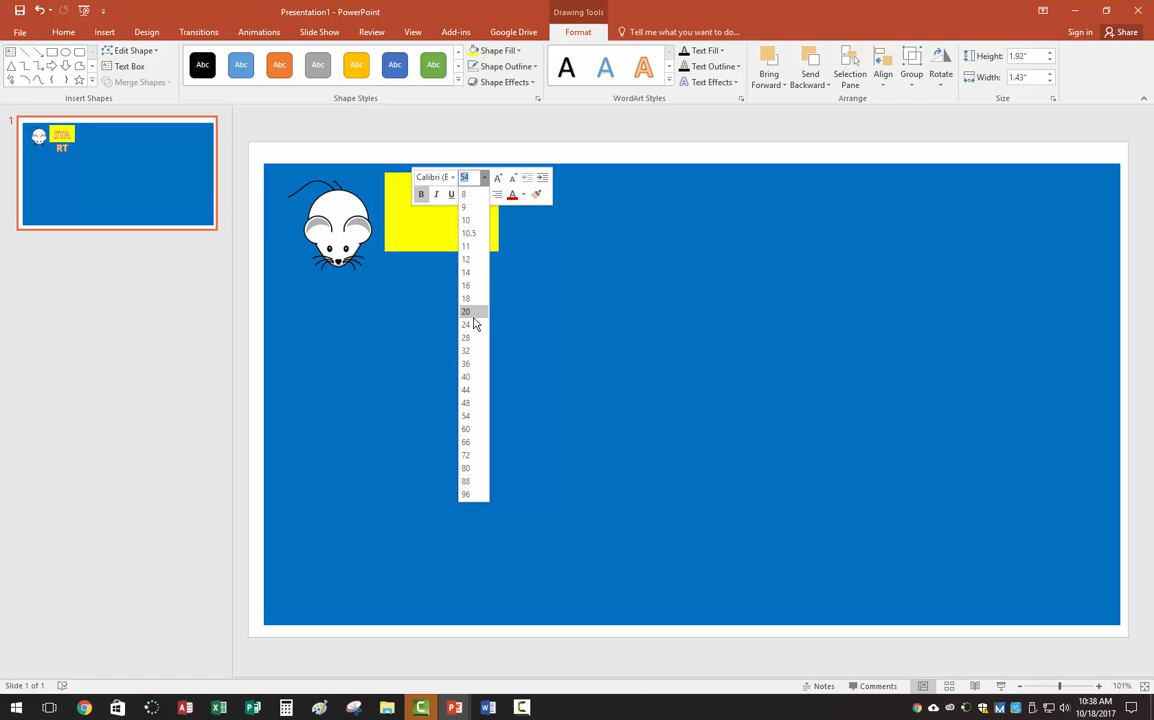 Presentation1 - PowerPoint
Drawing Tools
File Home Insert Design Transitions Animations Slide Show Review View Add-ins Google Drive Format Tell me what you want to do... Sign in Share
Edit Shape
Text Box
Merge Shapes
Insert Shapes
Abc Abc Abc Abc Abc Abc Abc
Shape Fill
Shape Outline
Shape Effects
Shape Styles
A A A
Text Fill
Text Outline
Text Effects
WordArt Styles
Bring Forward
Send Backward
Selection Pane
Align
Group
Rotate
Arrange
Height: 1.92"
Width: 1.43"
Size
1
STA
RT
Calibri (E 54 A A
B I U A
8
9
10
10.5
11
12
14
16
18
20
24
28
32
36
40
44
48
54
60
66
72
80
88
96
Slide 1 of 1
Notes Comments 101%
10:38 AM
10/18/2017